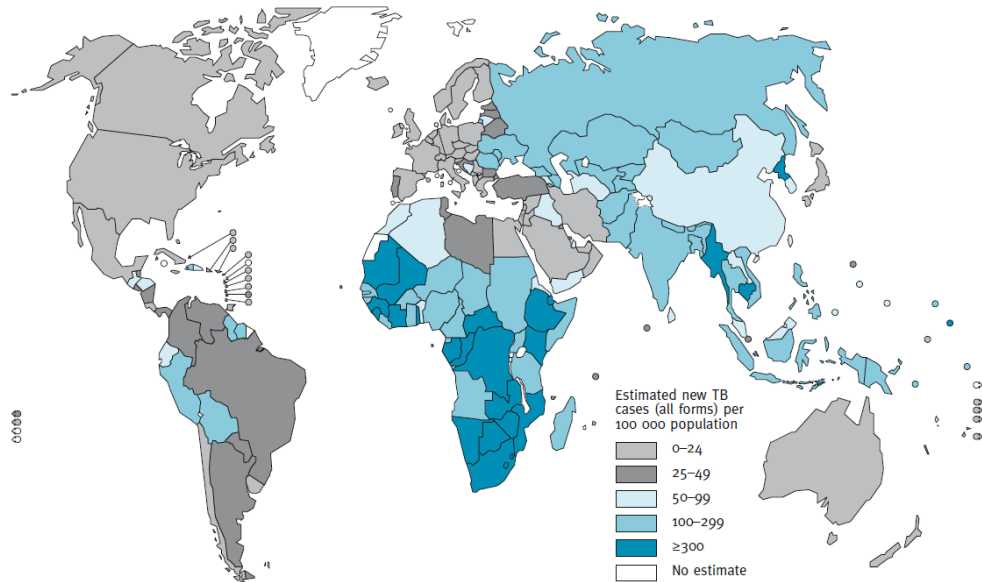 Estimated new TB
cases (all forms) per
100 000 population
0–24
25–49
50–99
100–299
≥300
No estimate